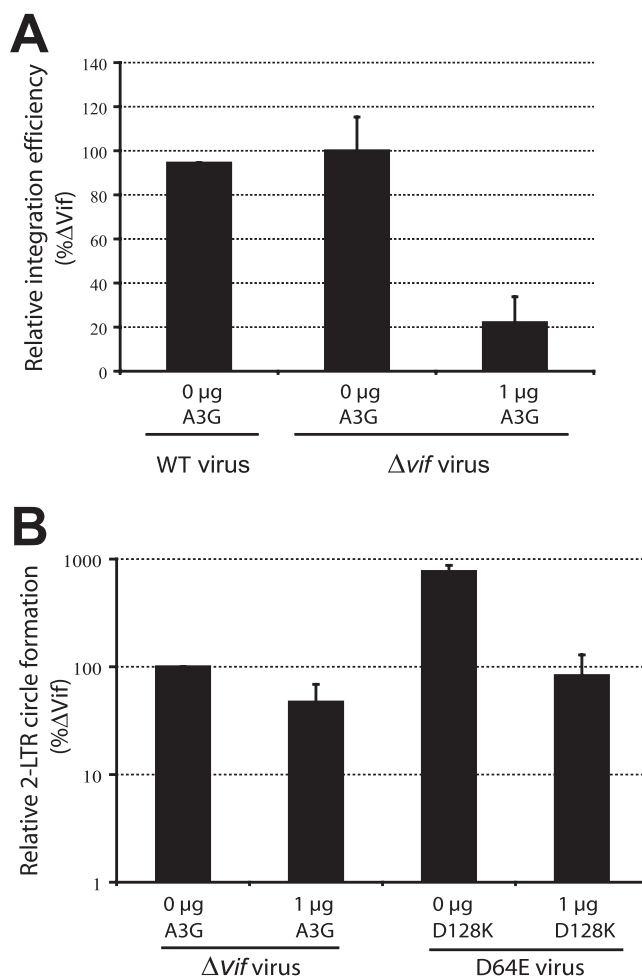 A
Relative integration efficiency
(%ΔVif)
140
120
100
80
60
40
20
0
0 µg
A3G
0 µg
A3G
1 µg
A3G
WT virus
Δvif virus
B
Relative 2-LTR circle formation
(%ΔVif)
1000
100
10
1
0 µg
A3G
1 µg
A3G
0 µg
D128K
1 µg
D128K
Δvif virus
D64E virus